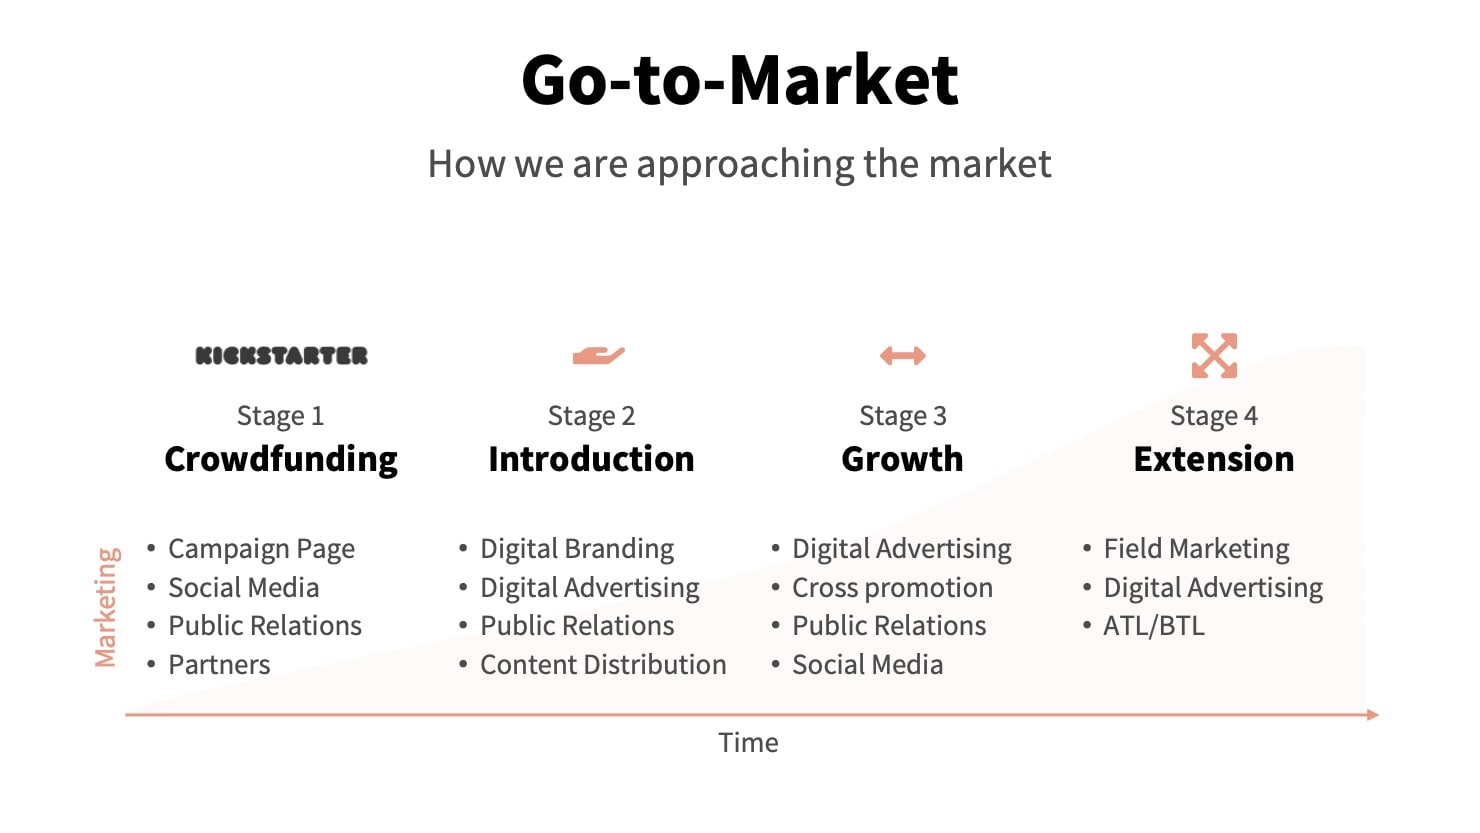 Go-to-Market
How we are approaching the market
KICKSTARTER
Stage 1
Crowdfunding
• Campaign Page
• Social Media
• Public Relations
• Partners
Stage 2
Introduction
• Digital Branding
• Digital Advertising
• Public Relations
• Content Distribution
Stage 3
Growth
• Digital Advertising
• Cross promotion
• Public Relations
• Social Media
Stage 4
Extension
• Field Marketing
• Digital Advertising
• ATL/BTL
Marketing
Time